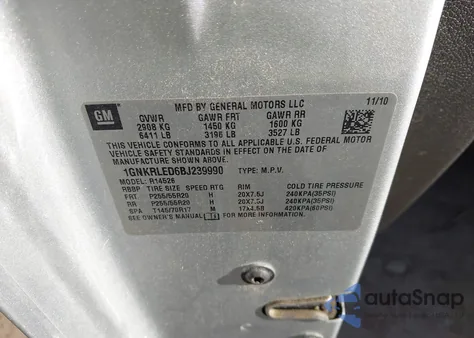 MFD BY GENERAL MOTORS LLC 11/10
GM
GVWR GAWR FRT GAWR RR
2908 KG 1450 KG 1600 KG
6411 LB 3196 LB 3527 LB
THIS VEHICLE CONFORMS TO ALL APPLICABLE U.S. FEDERAL MOTOR
VEHICLE SAFETY STANDARDS IN EFFECT ON THE DATE OF
MANUFACTURE SHOWN ABOVE.
1GNKRLED6BJ239990 TYPE: M.P.V.
MODEL: R14526
RBBP TIRE SIZE SPEED RTG RIM COLD TIRE PRESSURE
FRT P255/55R20 H 20X7.5J 240KPA(35PSI)
RR P255/55R20 H 20X7.5J 240KPA(35PSI)
SPA T145/70R17 M 17X4.5B 420KPA(60PSI)
SEE OWNER'S MANUAL
autaSnap